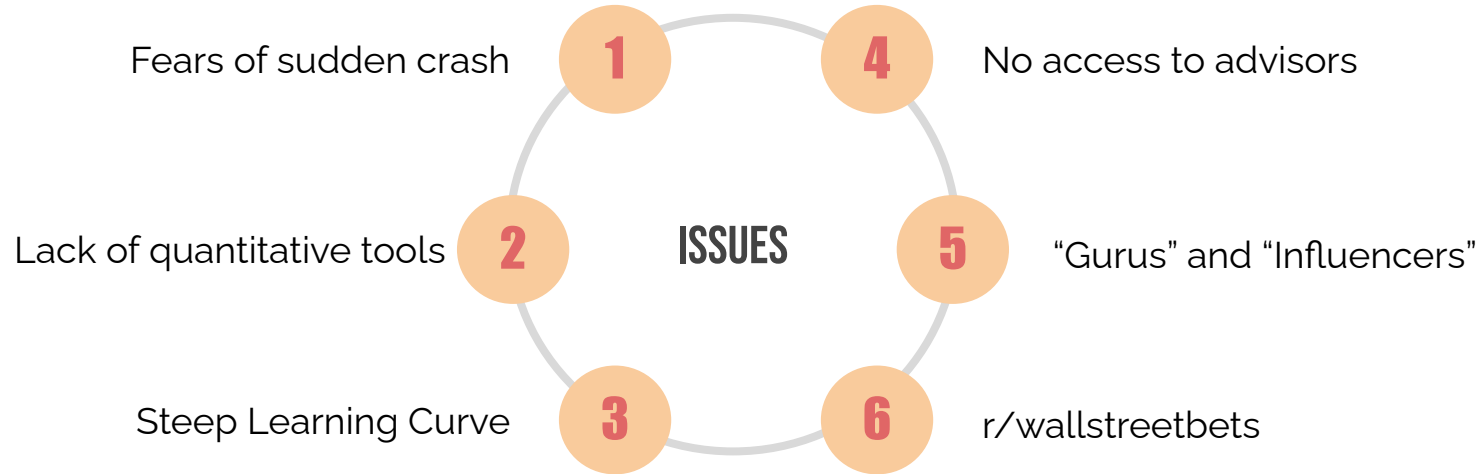 Fears of sudden crash
1
4
No access to advisors
Lack of quantitative tools
2
ISSUES
5
“Gurus” and “Influencers”
Steep Learning Curve
3
6
r/wallstreetbets